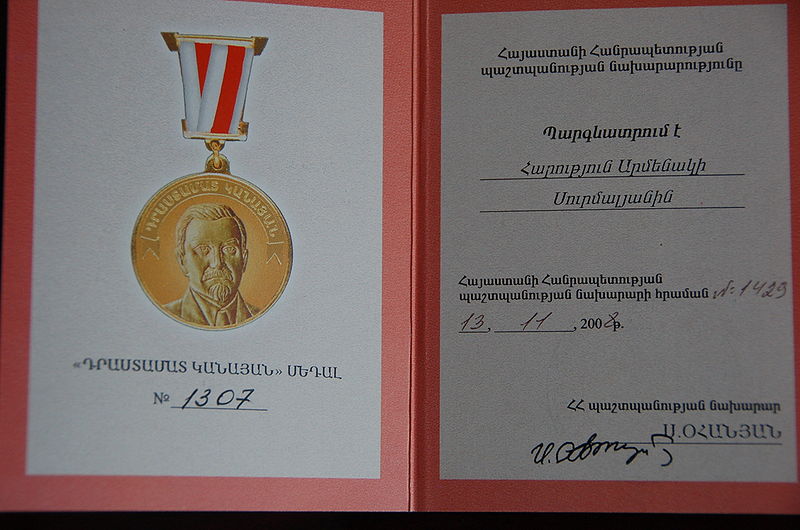 ԴՐԱՍՏԱՄԱՏ ԿԱՆԱՅԱՆ
«ԴՐԱՍՏԱՄԱՏ ԿԱՆԱՅԱՆ» ՄԵԴԱԼ
№ 1307
Հայաստանի Հանրապետության
պաշտպանության նախարարությունը
Պարգևատրում է
Հարություն Արմենակի
Սուրմալյանին
Հայաստանի Հանրապետության
պաշտպանության նախարարի հրաման № 1429
13. 11 , 2008թ.
ՀՀ պաշտպանության նախարար
Ս.ՕՀԱՆՅԱՆ